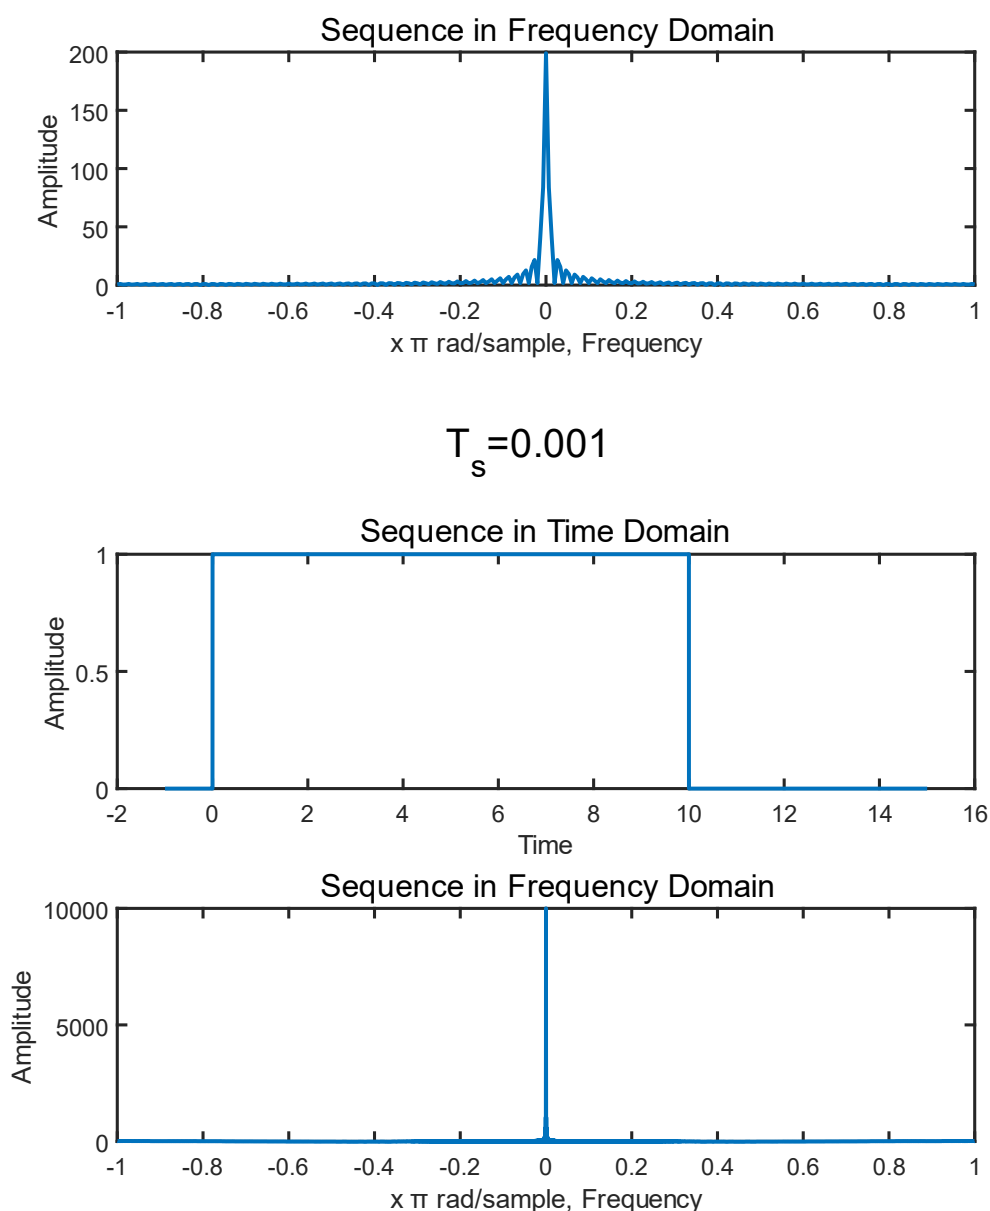 Sequence in Frequency Domain
200
150
100
50
0
Amplitude
-1 -0.8 -0.6 -0.4 -0.2 0 0.2 0.4 0.6 0.8 1
x π rad/sample, Frequency
T_s=0.001
Sequence in Time Domain
1
0.5
0
Amplitude
-2 0 2 4 6 8 10 12 14 16
Time
Sequence in Frequency Domain
10000
5000
0
Amplitude
-1 -0.8 -0.6 -0.4 -0.2 0 0.2 0.4 0.6 0.8 1
x π rad/sample, Frequency